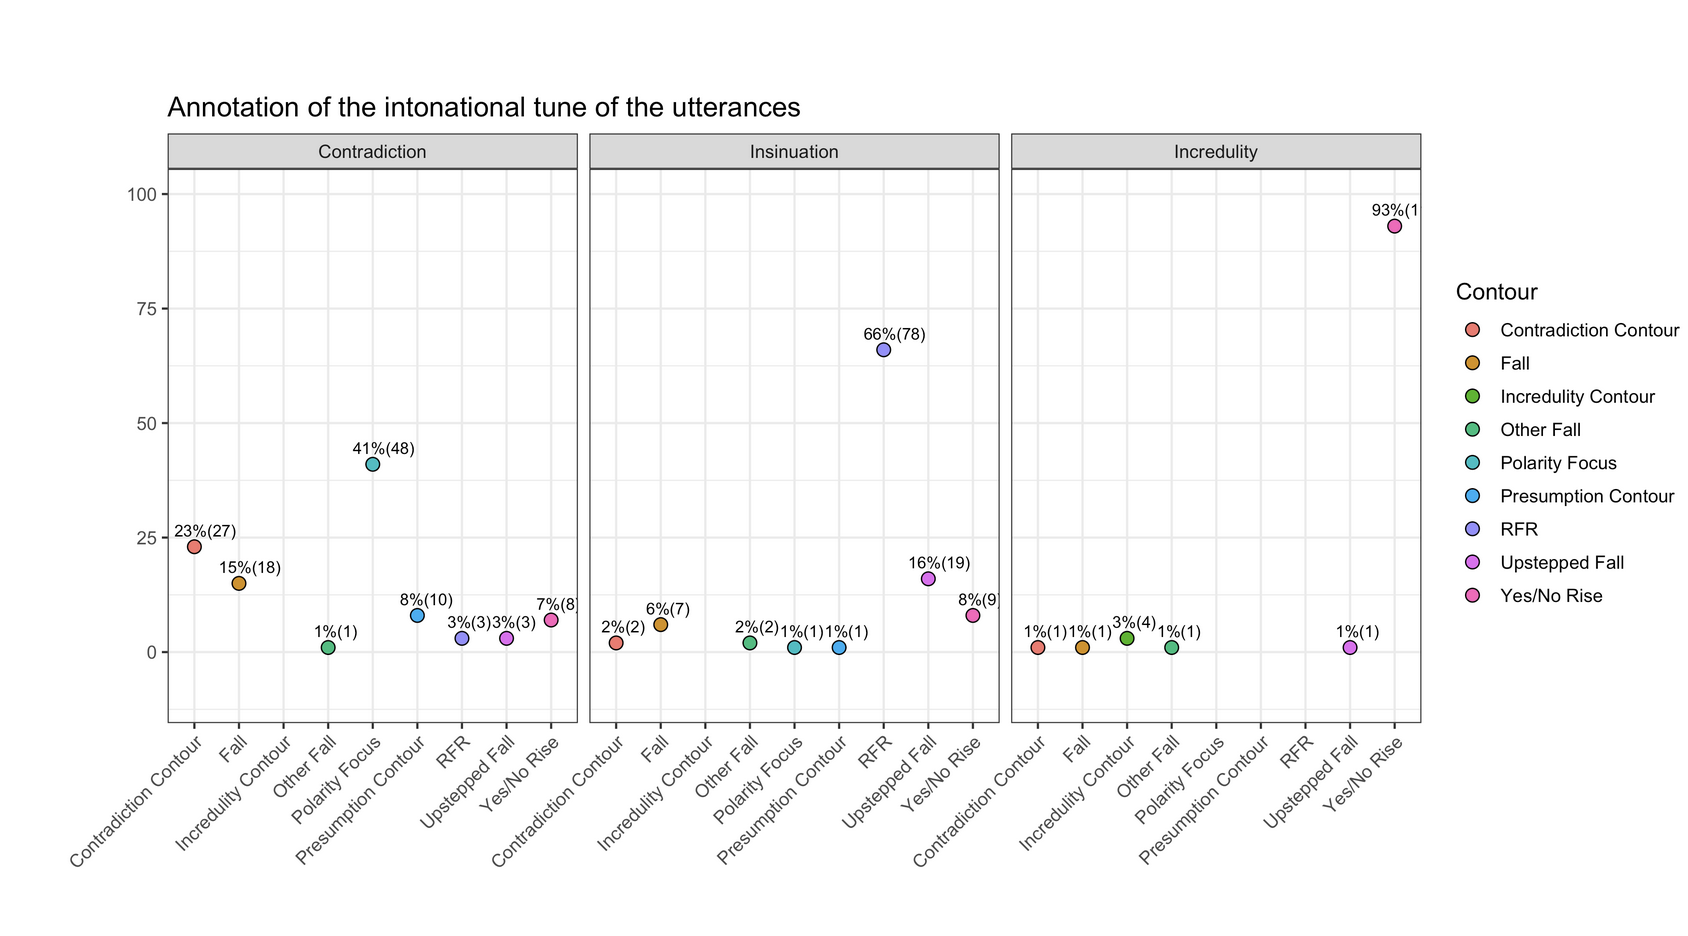 Annotation of the intonational tune of the utterances
Contradiction
Insinuation
Incredulity
100
75
50
25
0
23%(27)
15%(18)
1%(1)
41%(48)
8%(10)
3%(3)
3%(3)
7%(8)
2%(2)
6%(7)
2%(2)
1%(1)
1%(1)
66%(78)
16%(19)
8%(9)
1%(1)
1%(1)
3%(4)
1%(1)
1%(1)
93%(1
Contradiction Contour
Fall
Incredulity Contour
Other Fall
Polarity Focus
Presumption Contour
RFR
Upstepped Fall
Yes/No Rise
Contradiction Contour
Fall
Incredulity Contour
Other Fall
Polarity Focus
Presumption Contour
RFR
Upstepped Fall
Yes/No Rise
Contradiction Contour
Fall
Incredulity Contour
Other Fall
Polarity Focus
Presumption Contour
RFR
Upstepped Fall
Yes/No Rise
Contour
Contradiction Contour
Fall
Incredulity Contour
Other Fall
Polarity Focus
Presumption Contour
RFR
Upstepped Fall
Yes/No Rise